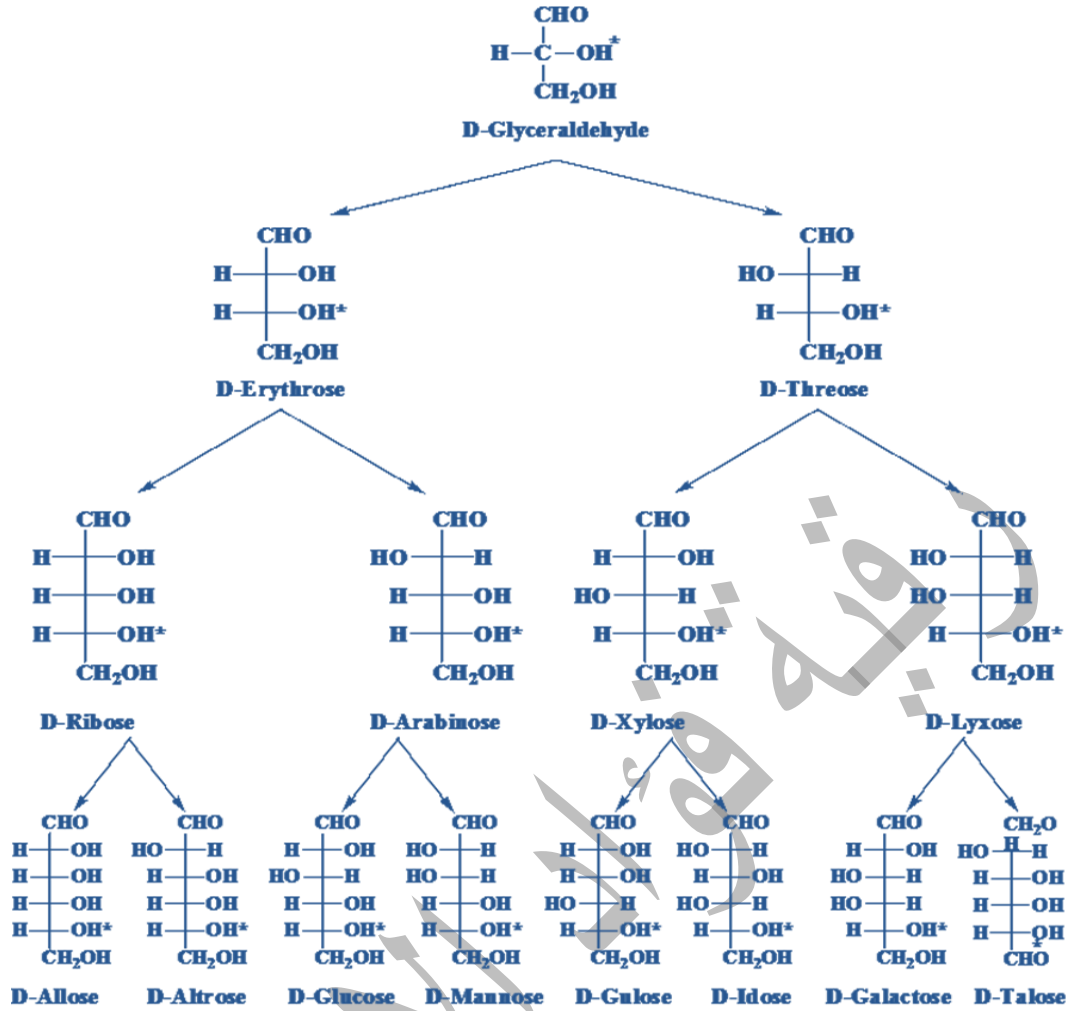 CHO
H C OH*
CH₂OH
D-Glyceraldehyde
CHO CHO
H OH HO H
H OH* H OH*
CH₂OH CH₂OH
D-Erythrose D-Threose
CHO CHO CHO CHO
H OH HO H H OH HO H
H OH H OH HO H HO H
H OH* H OH* H OH* H OH*
CH₂OH CH₂OH CH₂OH CH₂OH
D-Ribose D-Arabinose D-Xylose D-Lyxose
CHO CHO CHO CHO CHO CHO CHO CH₂O
H
H OH HO H H OH HO H H OH HO H H OH HO H
H OH H OH HO H HO H H OH H OH HO H H OH
H OH H OH H OH H OH HO H HO H HO H H OH
H OH* H OH* H OH* H OH* H OH* H OH* H OH* H OH
*
CH₂OH CH₂OH CH₂OH CH₂OH CH₂OH CH₂OH CH₂OH CHO
D-Allose D-Altrose D-Glucose D-Mannose D-Gulose D-Idose D-Galactose D-Talose